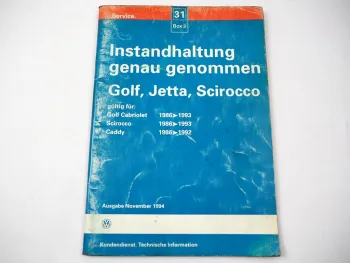 Service.
31
Box 2
Instandhaltung
genau genommen
Golf, Jetta, Scirocco
gültig für:
Golf Cabriolet 1986➤1993
Scirocco 1986➤1993
Caddy 1986➤1992
Ausgabe November 1994
Kundendienst. Technische Information